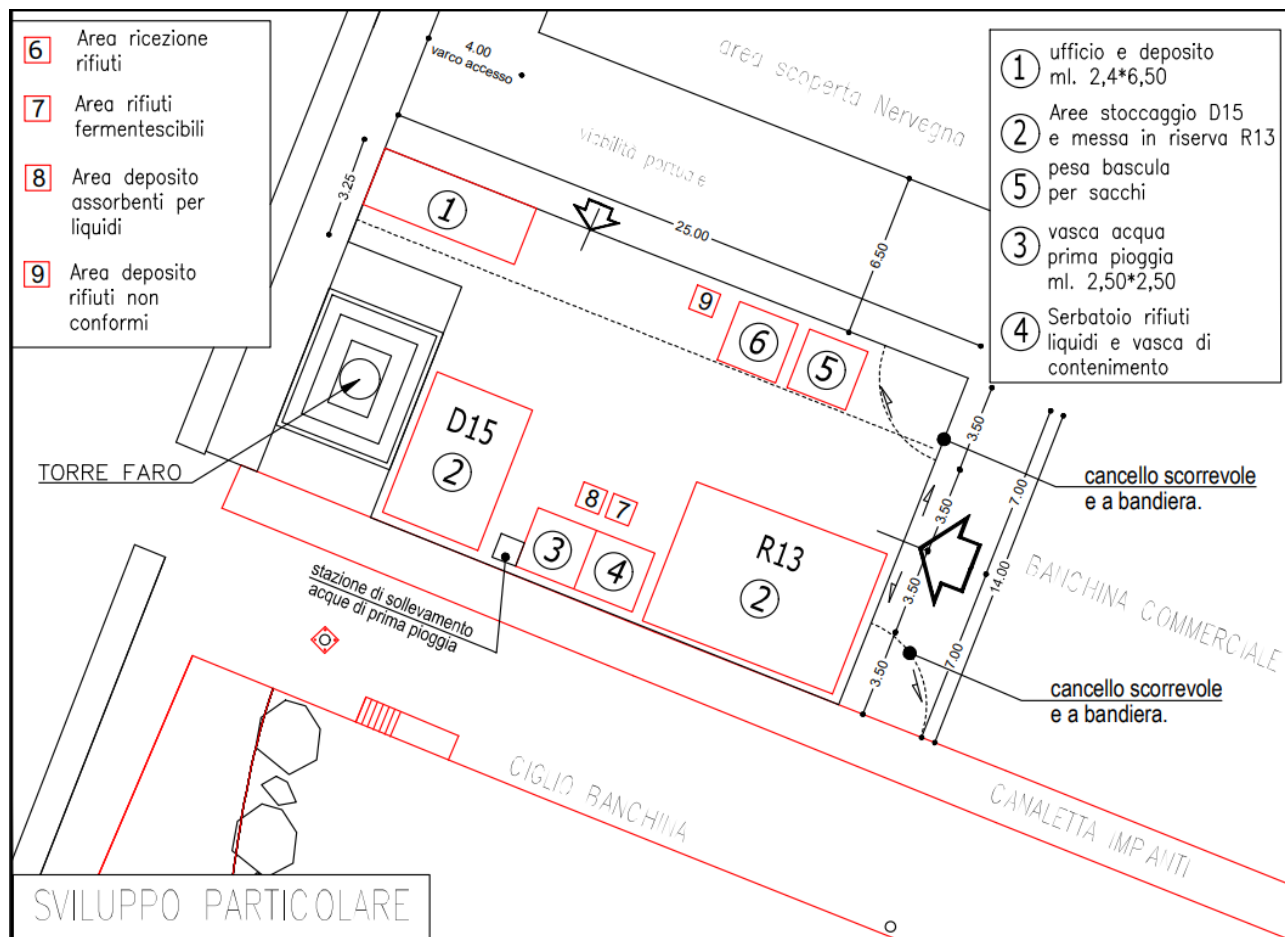 6 Area ricezione
rifiuti
7 Area rifiuti
fermentescibili
8 Area deposito
assorbenti per
liquidi
9 Area deposito
rifiuti non
conformi
1 ufficio e deposito
ml. 2,4*6,50
2 Aree stoccaggio D15
e messa in riserva R13
5 pesa bascula
per sacchi
3 vasca acqua
prima pioggia
ml. 2,50*2,50
4 Serbatoio rifiuti
liquidi e vasca di
contenimento
4.00
varco accesso
area scoperta Nervegna
viabilità portuale
3.25
1
25.00
6.50
9
6
5
D15
2
TORRE FARO
8
7
3
4
R13
2
stazione di sollevamento
acque di prima pioggia
3.50
3.50
3.50
3.50
7.00
14.00
7.00
cancello scorrevole
e a bandiera.
BANCHINA COMMERCIALE
cancello scorrevole
e a bandiera.
CIGLIO BANCHINA
CANALETTA IMPIANTI
SVILUPPO PARTICOLARE